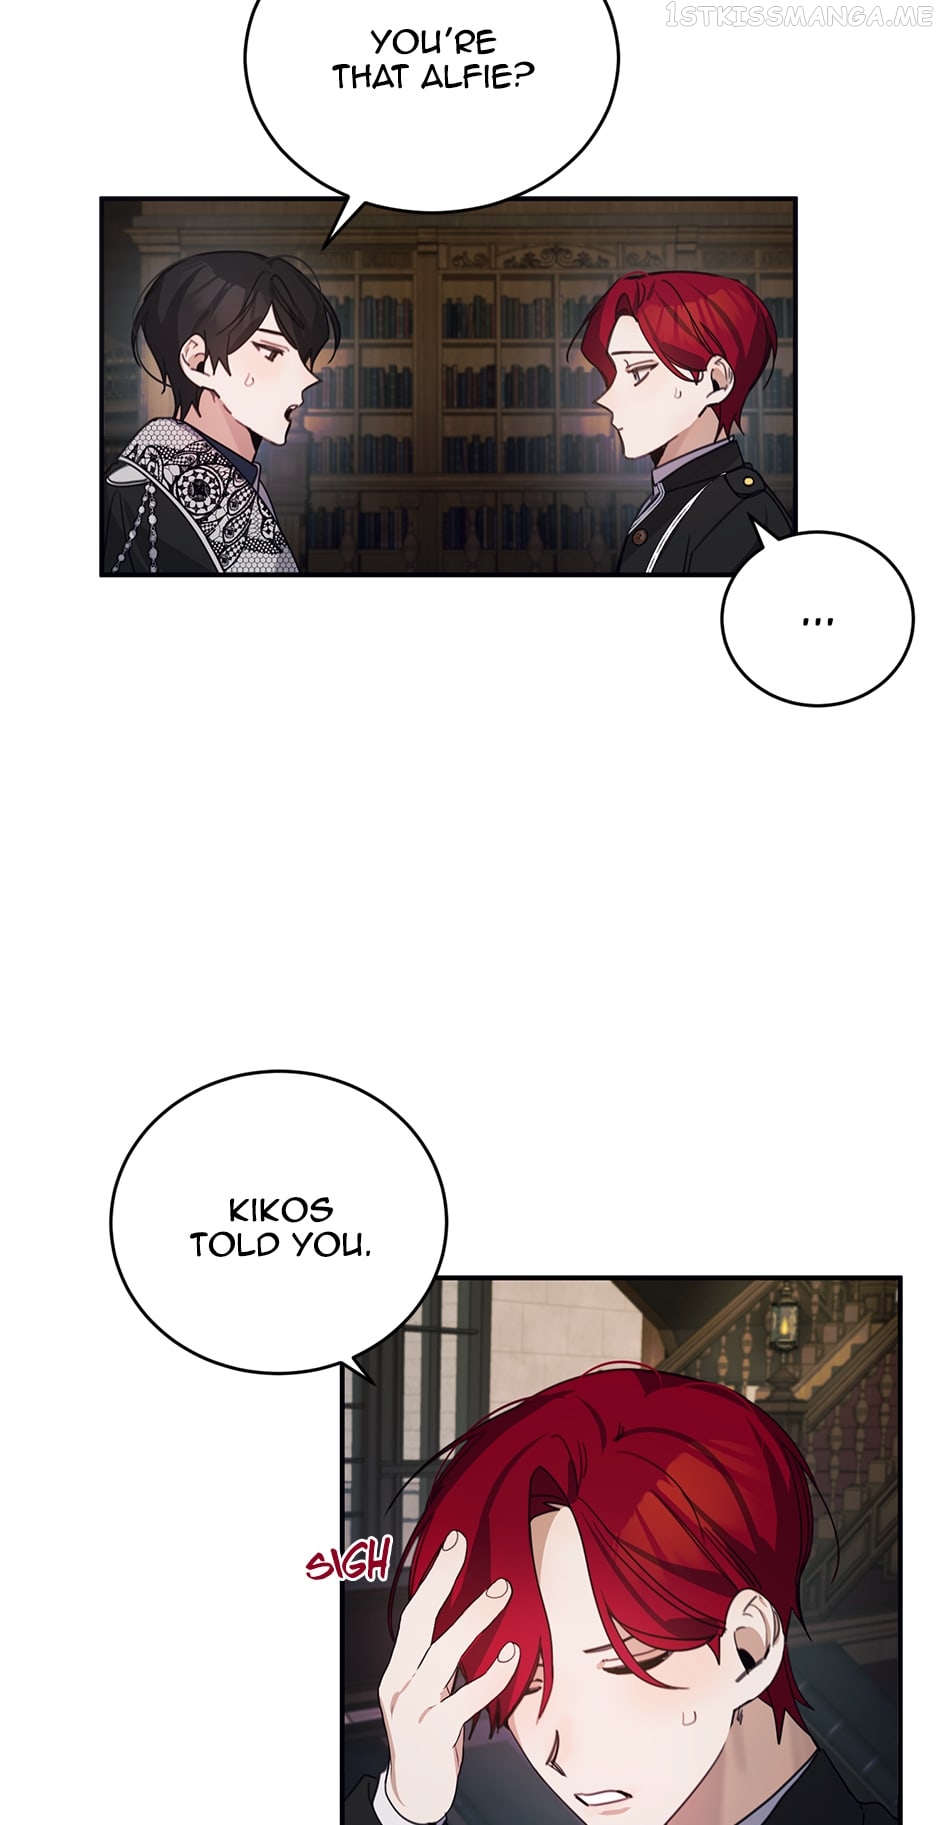 1STKISSMANGA.ME
YOU'RE
THAT ALFIE?
...
KIKOS
TOLD YOU.
SIGH